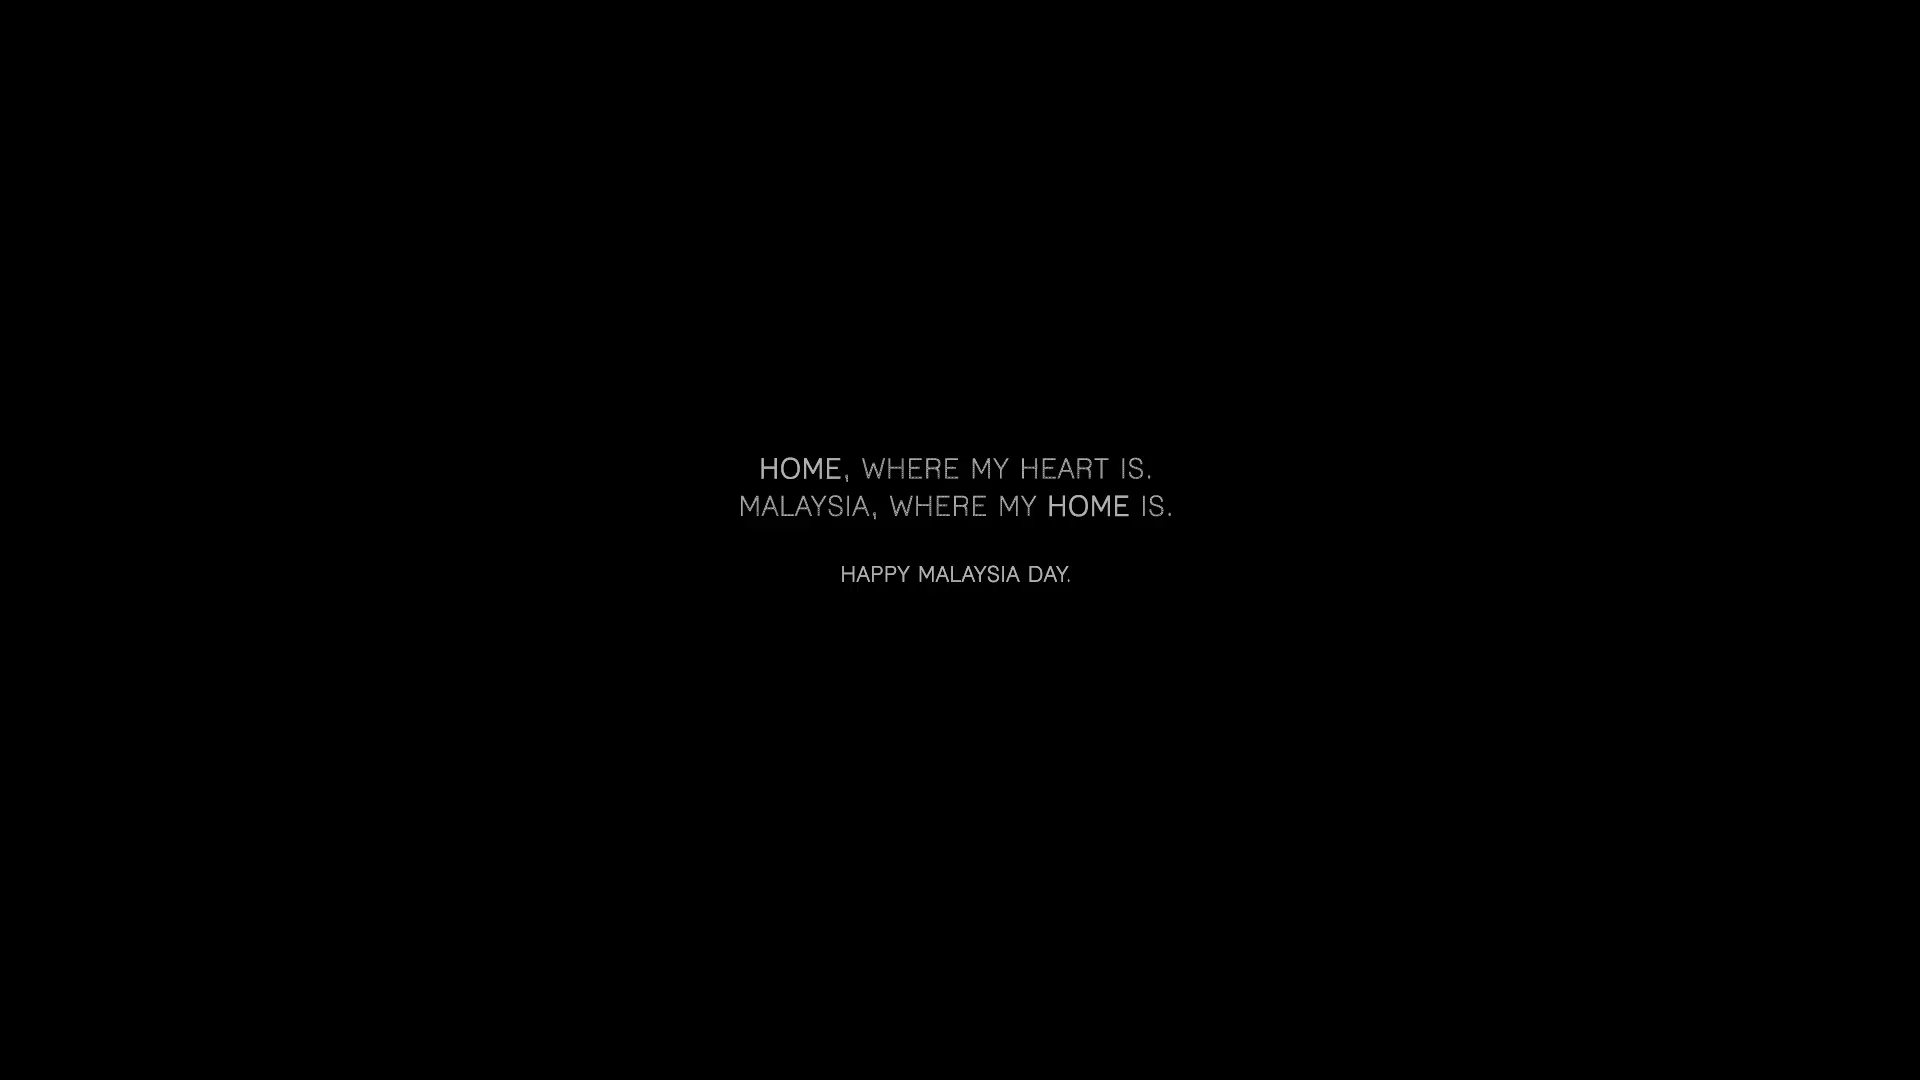 HOME, WHERE MY HEART IS.
MALAYSIA, WHERE MY HOME IS.
HAPPY MALAYSIA DAY.